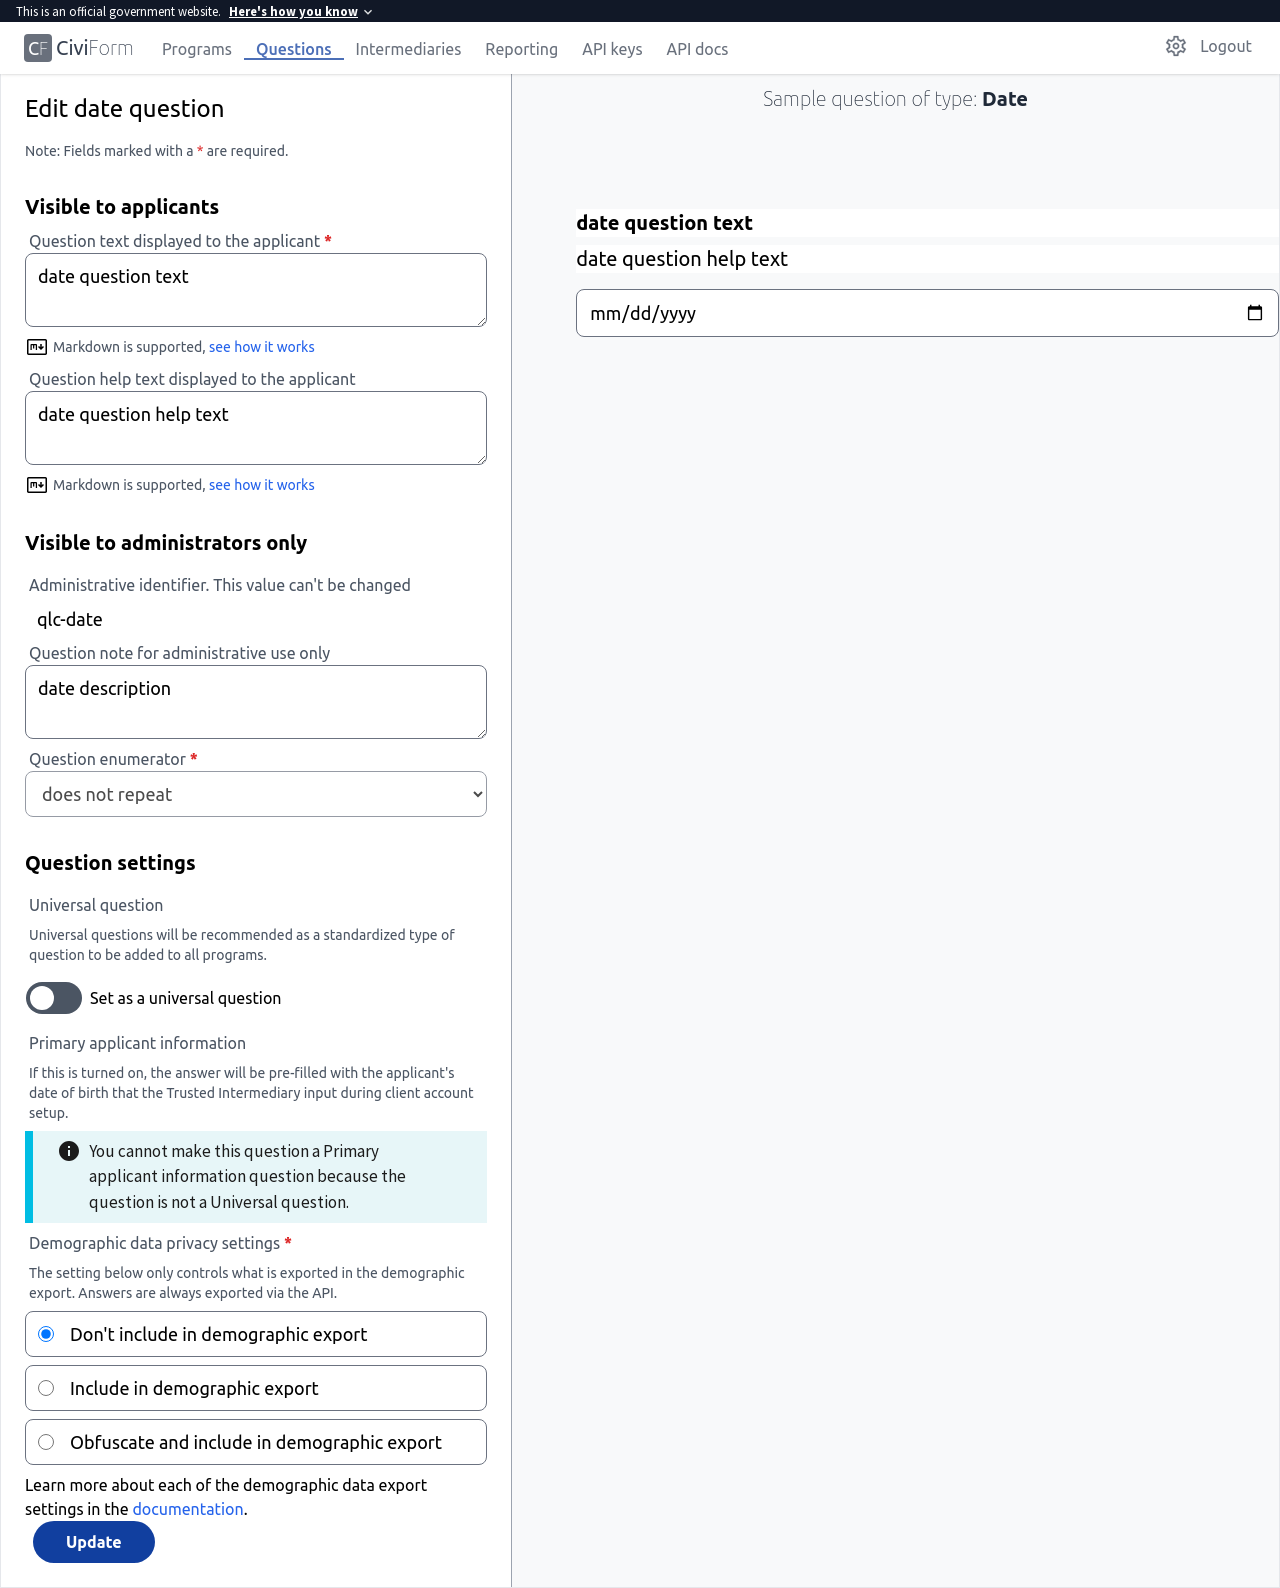 This is an official government website. Here's how you know
CF CiviForm Programs Questions Intermediaries Reporting API keys API docs Logout
Edit date question
Note: Fields marked with a * are required.
Visible to applicants
Question text displayed to the applicant *
date question text
Markdown is supported, see how it works
Question help text displayed to the applicant
date question help text
Markdown is supported, see how it works
Visible to administrators only
Administrative identifier. This value can't be changed
qlc-date
Question note for administrative use only
date description
Question enumerator *
does not repeat
Question settings
Universal question
Universal questions will be recommended as a standardized type of
question to be added to all programs.
Set as a universal question
Primary applicant information
If this is turned on, the answer will be pre-filled with the applicant's
date of birth that the Trusted Intermediary input during client account
setup.
You cannot make this question a Primary
applicant information question because the
question is not a Universal question.
Demographic data privacy settings *
The setting below only controls what is exported in the demographic
export. Answers are always exported via the API.
Don't include in demographic export
Include in demographic export
Obfuscate and include in demographic export
Learn more about each of the demographic data export
settings in the documentation.
Update
Sample question of type: Date
date question text
date question help text
mm/dd/yyyy